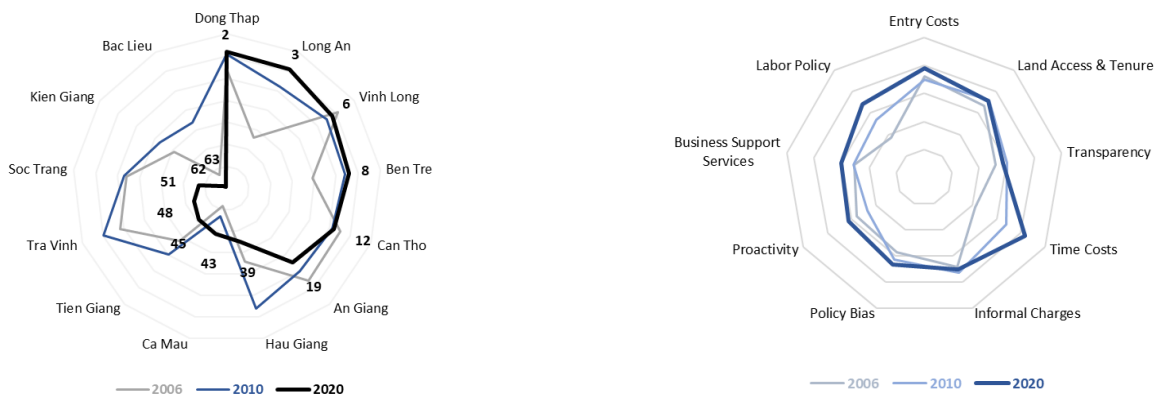 Dong Thap
2
Long An
3
Vinh Long
6
Ben Tre
8
Can Tho
12
An Giang
19
Hau Giang
39
Ca Mau
43
Tien Giang
45
Tra Vinh
48
Soc Trang
51
Kien Giang
62
Bac Lieu
63
2006 2010 2020
Entry Costs
Land Access & Tenure
Transparency
Time Costs
Informal Charges
Policy Bias
Proactivity
Business Support
Services
Labor Policy
2006 2010 2020